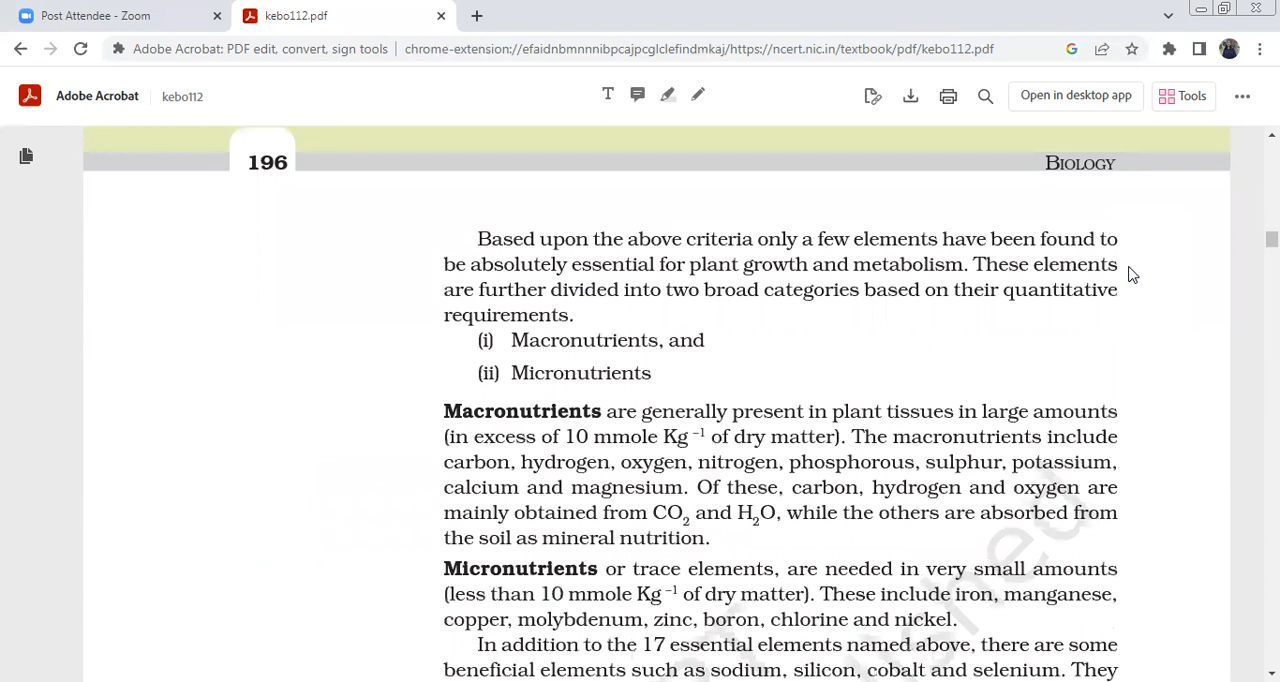 Post Attendee - Zoom
kebo112.pdf
Adobe Acrobat: PDF edit, convert, sign tools | chrome-extension://efaidnbmnnnibpcajpcglclefindmkaj/https://ncert.nic.in/textbook/pdf/kebo112.pdf
Adobe Acrobat kebo112 T Open in desktop app Tools
196 BIOLOGY
Based upon the above criteria only a few elements have been found to
be absolutely essential for plant growth and metabolism. These elements
are further divided into two broad categories based on their quantitative
requirements.
(i) Macronutrients, and
(ii) Micronutrients
Macronutrients are generally present in plant tissues in large amounts
(in excess of 10 mmole Kg⁻¹ of dry matter). The macronutrients include
carbon, hydrogen, oxygen, nitrogen, phosphorous, sulphur, potassium,
calcium and magnesium. Of these, carbon, hydrogen and oxygen are
mainly obtained from CO₂ and H₂O, while the others are absorbed from
the soil as mineral nutrition.
Micronutrients or trace elements, are needed in very small amounts
(less than 10 mmole Kg⁻¹ of dry matter). These include iron, manganese,
copper, molybdenum, zinc, boron, chlorine and nickel.
In addition to the 17 essential elements named above, there are some
beneficial elements such as sodium, silicon, cobalt and selenium. They